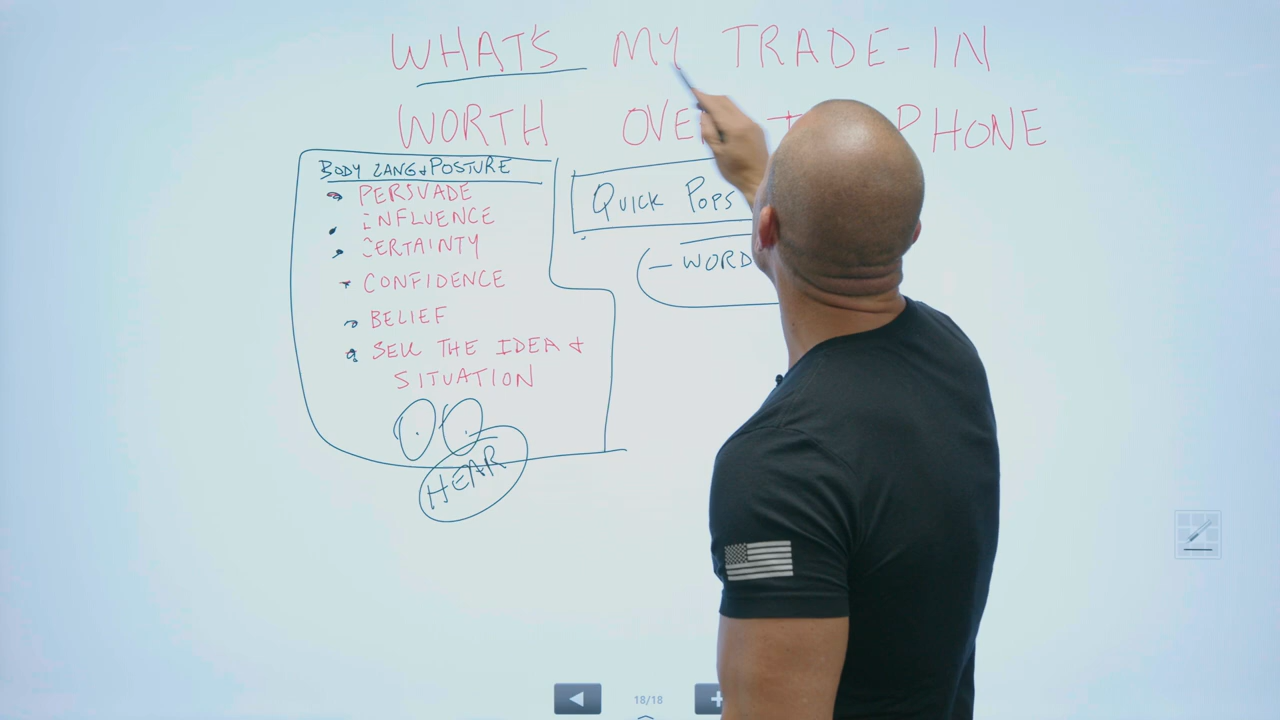 WHAT'S MY TRADE-IN
WORTH OVE PHONE
BODY LANG + POSTURE
PERSUADE
INFLUENCE
CERTAINTY
CONFIDENCE
BELIEF
SELL THE IDEA +
SITUATION
HEAR
QUICK POPS
- WORD
18/18